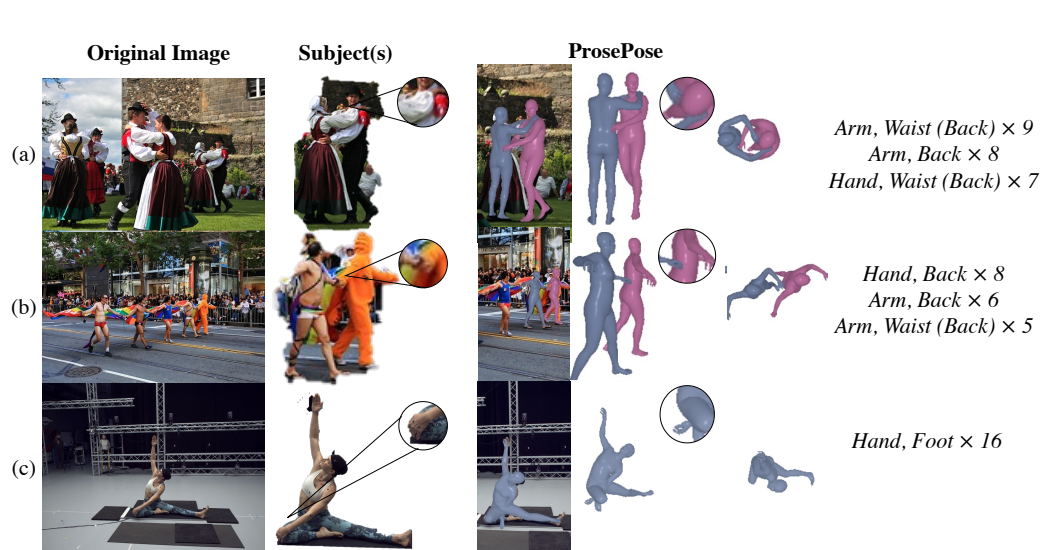 Original Image
Subject(s)
ProsePose
(a)
Arm, Waist (Back) × 9
Arm, Back × 8
Hand, Waist (Back) × 7
(b)
Hand, Back × 8
Arm, Back × 6
Arm, Waist (Back) × 5
(c)
Hand, Foot × 16